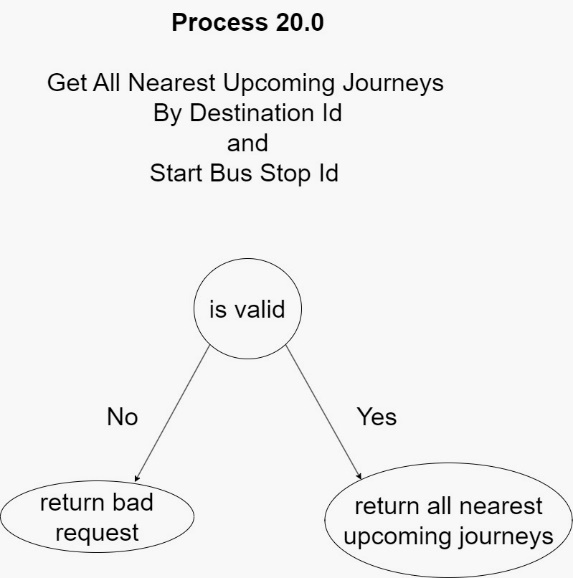 Process 20.0
Get All Nearest Upcoming Journeys
By Destination Id
and
Start Bus Stop Id
is valid
No
Yes
return bad
request
return all nearest
upcoming journeys